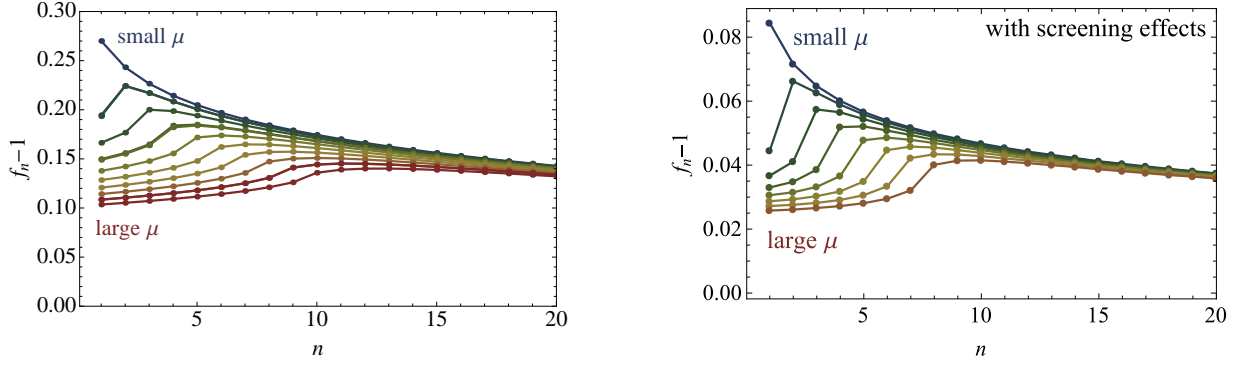 0.30
0.25
0.20
0.15
0.10
0.05
0.00
fn−1
small μ
large μ
5 10 15 20
n
with screening effects
0.08
0.06
0.04
0.02
0.00
fn−1
small μ
large μ
5 10 15 20
n